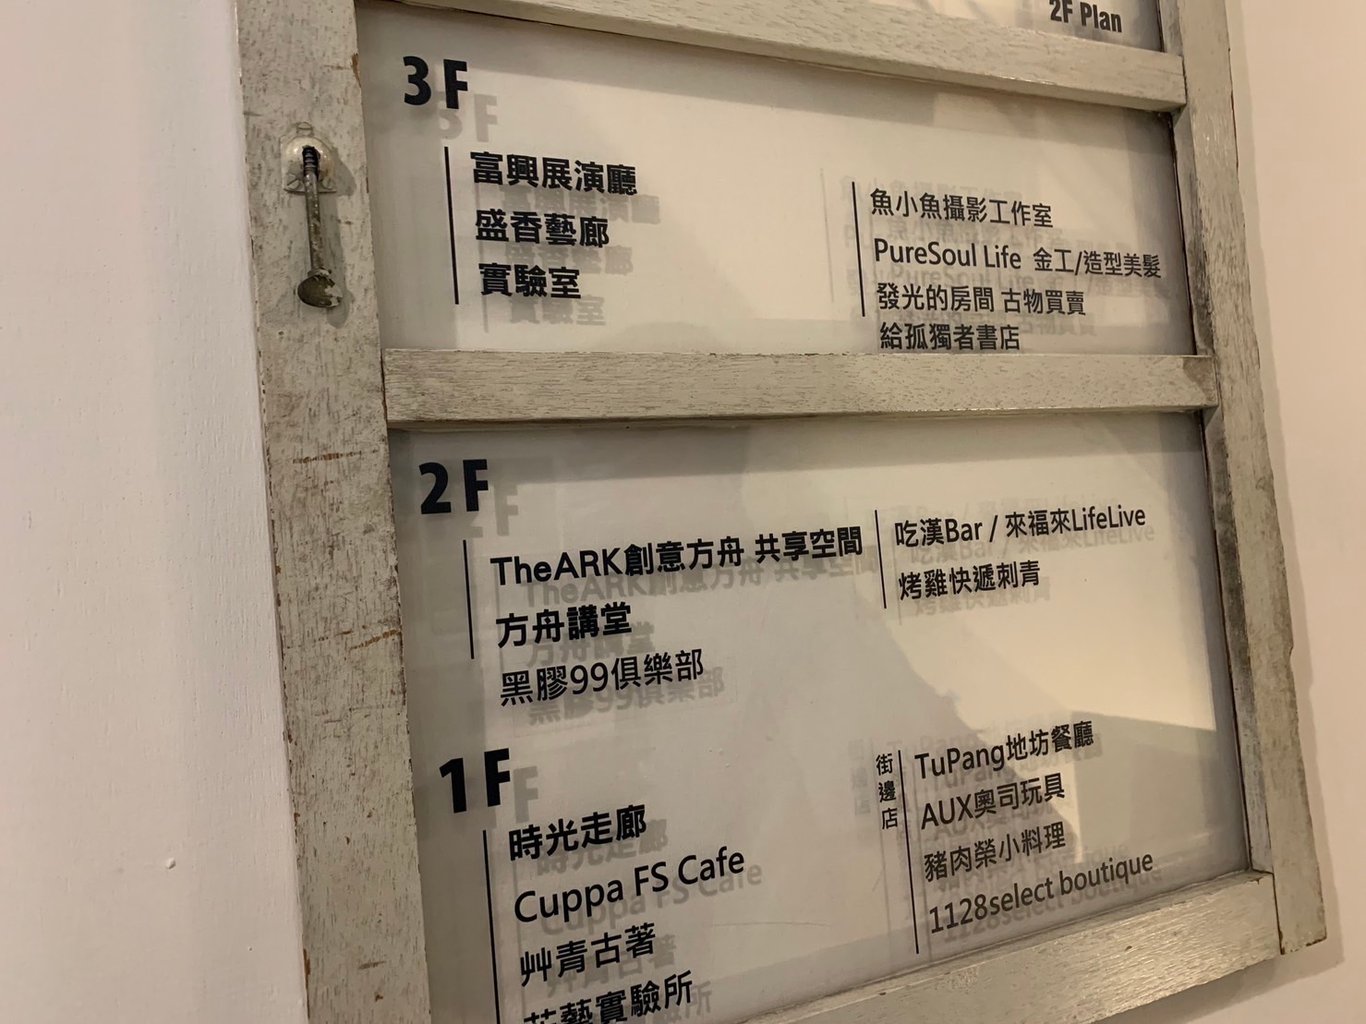 2F Plan
3F
富興展演廳
盛香藝廊
實驗室
魚小魚攝影工作室
PureSoul Life 金工/造型美髮
發光的房間 古物買賣
給孤獨者書店
2F
TheARK創意方舟 共享空間
方舟講堂
黑膠99俱樂部
吃漢Bar / 來福來LifeLive
烤雞快遞刺青
1F
時光走廊
Cuppa FS Cafe
艸青古著
藝實驗所
街邊店
TuPang地坊餐廳
AUX奧司玩具
豬肉榮小料理
1128select boutique